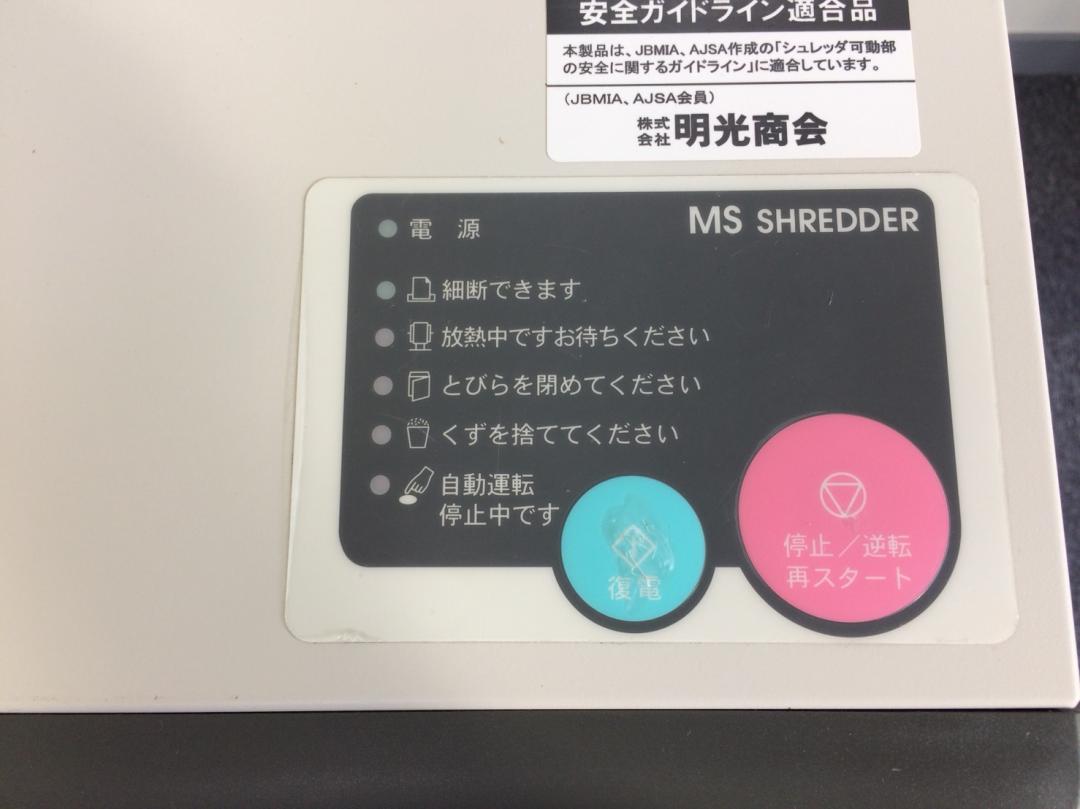 安全ガイドライン適合品
本製品は、JBMIA、AJSA作成の「シュレッダ可動部
の安全に関するガイドライン」に適合しています。
（JBMIA、AJSA会員）
株式会社 明光商会
MS SHREDDER
電 源
細断できます
放熱中ですお待ちください
とびらを閉めてください
くずを捨ててください
自動運転
停止中です
復電
停止／逆転
再スタート